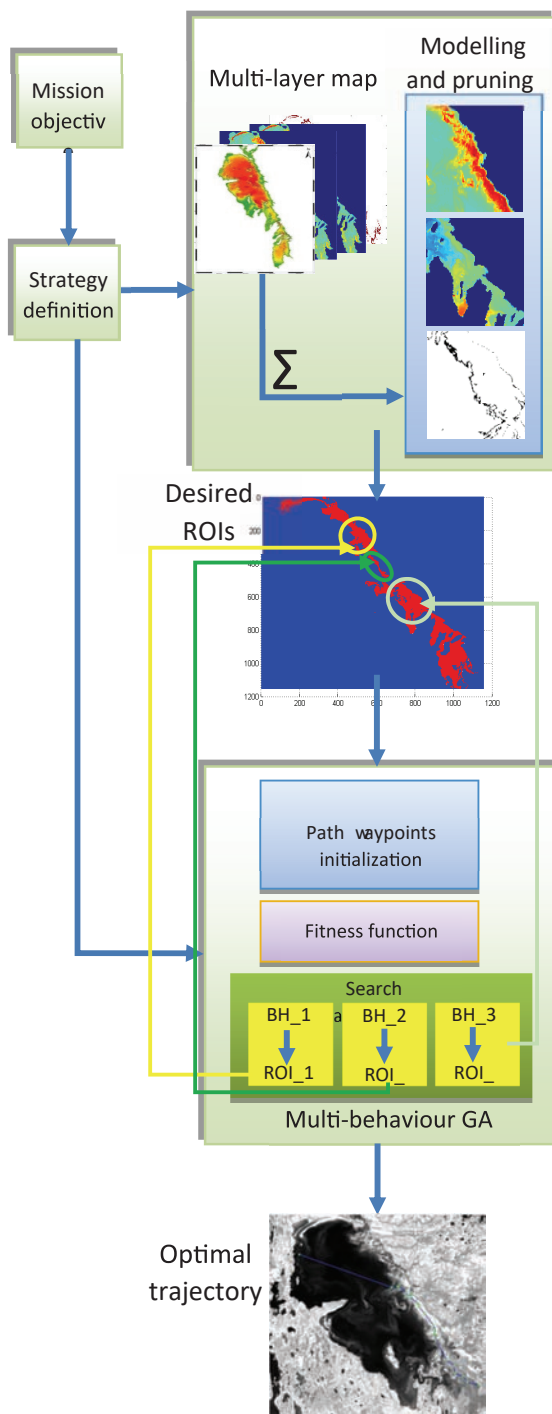 Modelling
and pruning
Multi-layer map
Mission
objectiv
Strategy
definition
Σ
Desired
ROIs
0
200
400
600
800
1000
1200
0 200 400 600 800 1000 1200
Path waypoints
initialization
Fitness function
Search
a
BH_1 BH_2 BH_3
ROI_1 ROI_ ROI_
Multi-behaviour GA
Optimal
trajectory